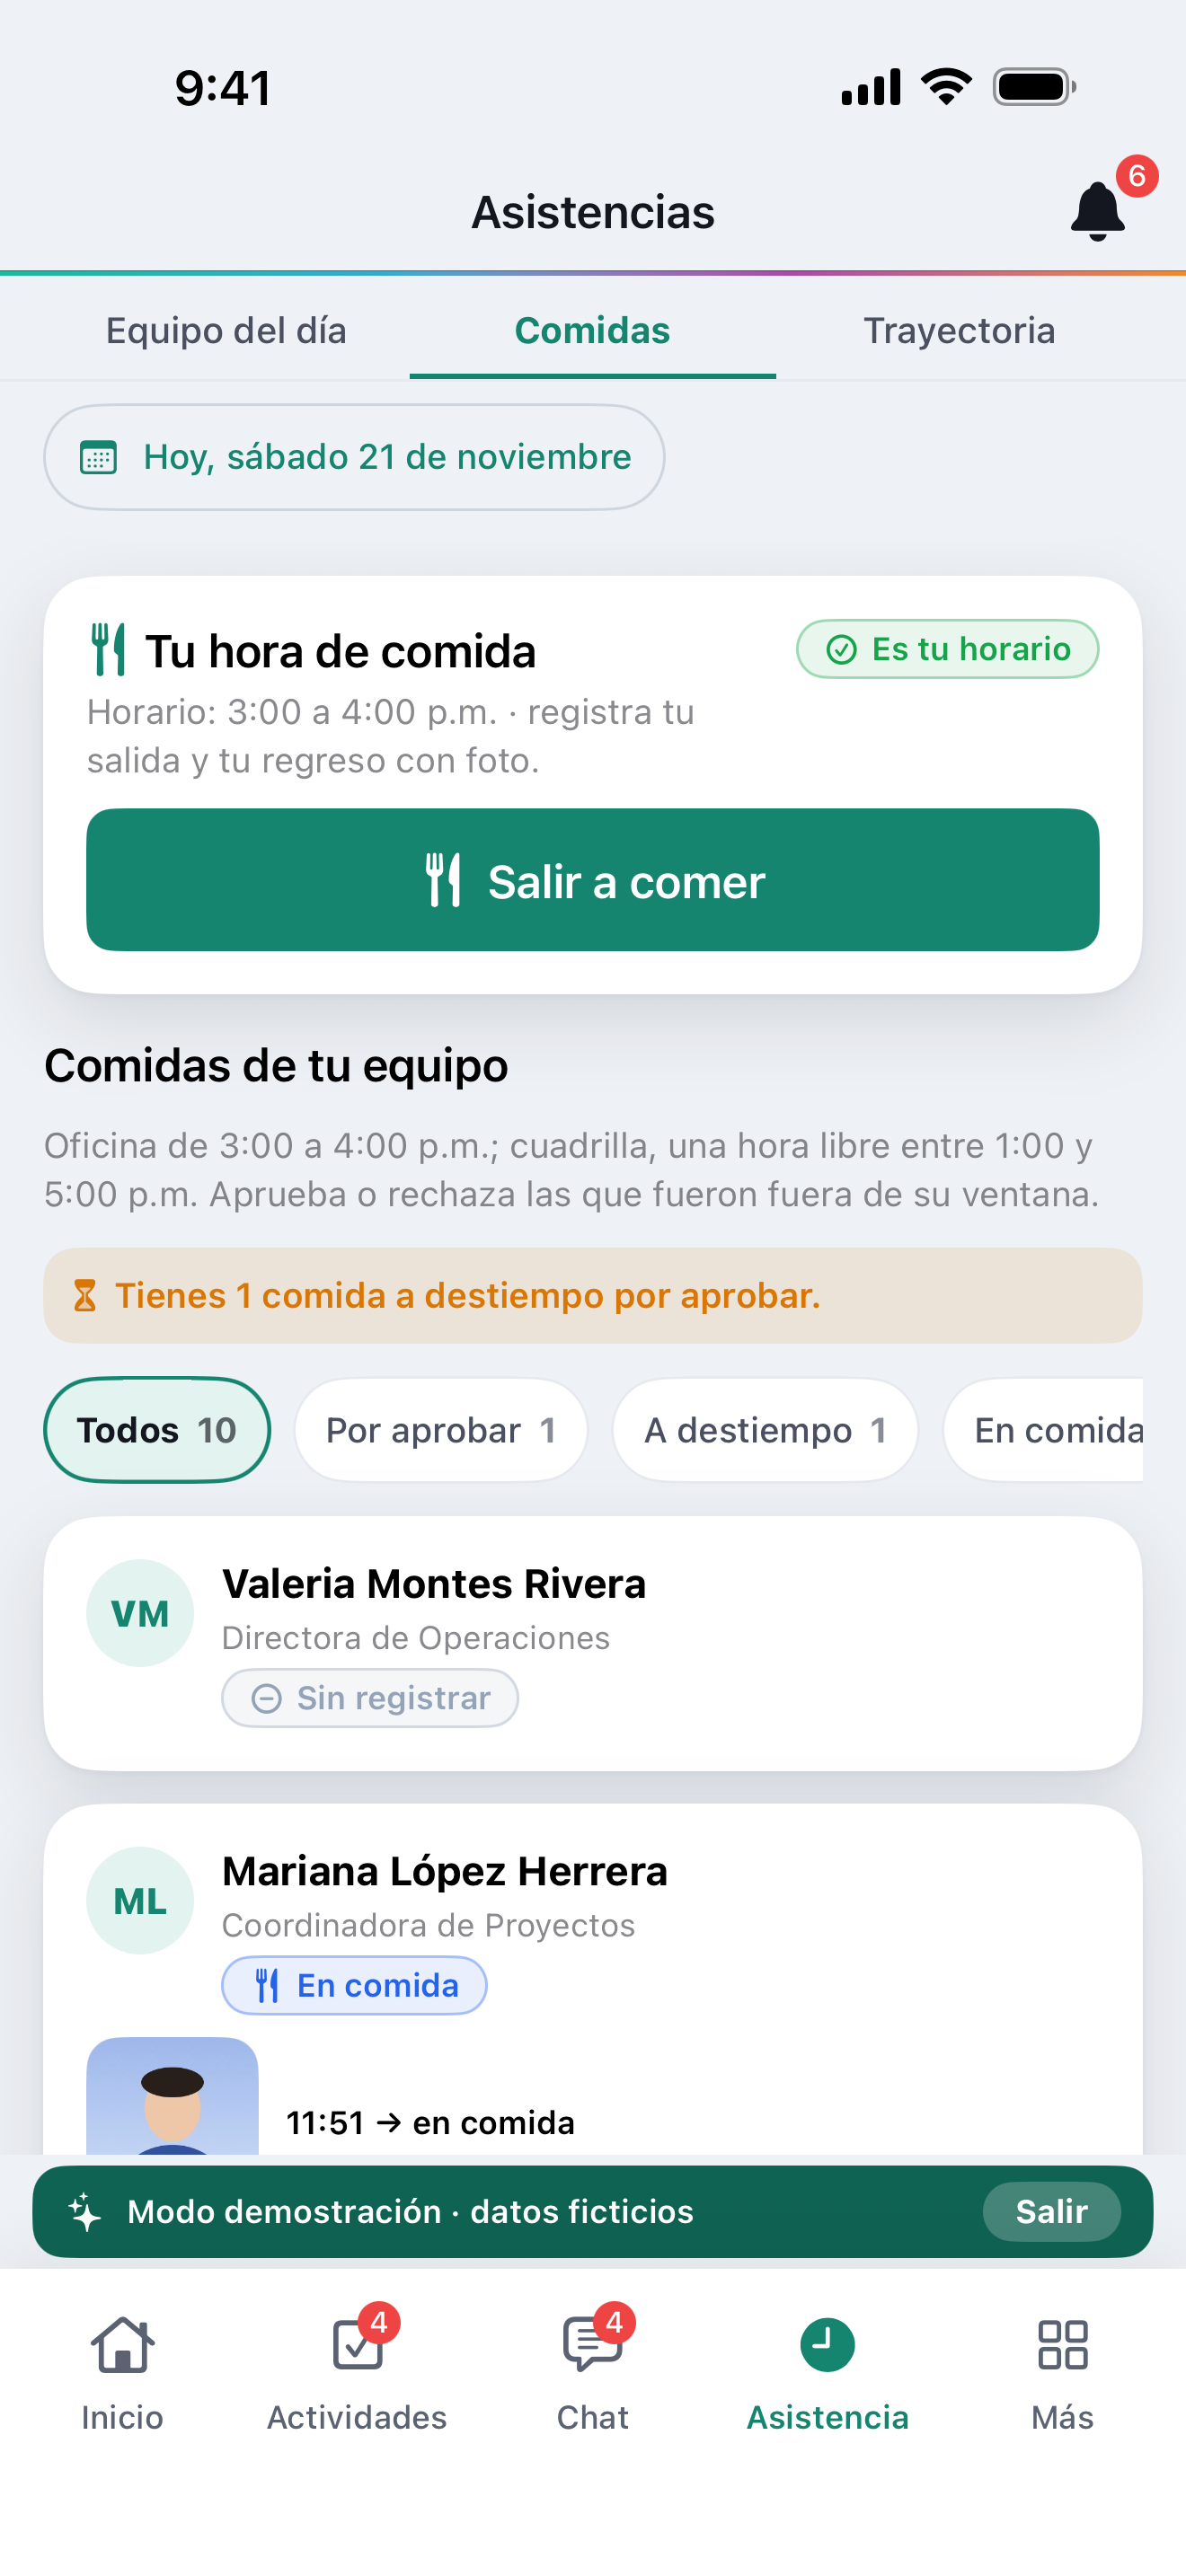 9:41
6
Asistencias
Equipo del día
Comidas
Trayectoria
Hoy, sábado 21 de noviembre
Tu hora de comida
Es tu horario
Horario: 3:00 a 4:00 p.m. · registra tu
salida y tu regreso con foto.
Salir a comer
Comidas de tu equipo
Oficina de 3:00 a 4:00 p.m.; cuadrilla, una hora libre entre 1:00 y
5:00 p.m. Aprueba o rechaza las que fueron fuera de su ventana.
Tienes 1 comida a destiempo por aprobar.
Todos 10
Por aprobar 1
A destiempo 1
En comida
VM
Valeria Montes Rivera
Directora de Operaciones
Sin registrar
ML
Mariana López Herrera
Coordinadora de Proyectos
En comida
11:51 → en comida
Modo demostración · datos ficticios
Salir
4
4
Inicio
Actividades
Chat
Asistencia
Más